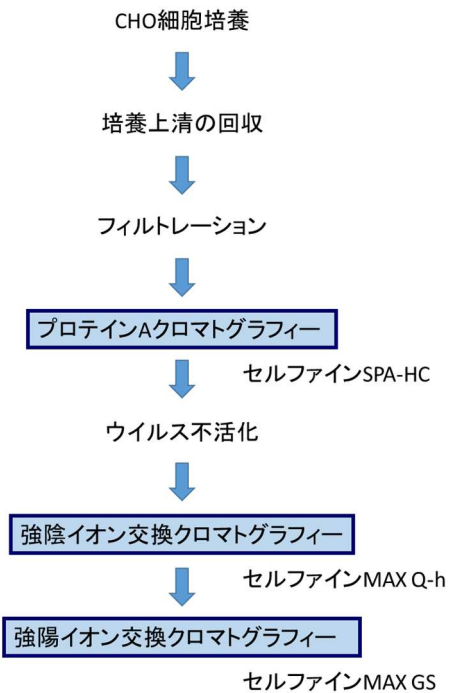 CHO細胞培養
培養上清の回収
フィルトレーション
プロテインAクロマトグラフィー
セルファインSPA-HC
ウイルス不活化
強陰イオン交換クロマトグラフィー
セルファインMAX Q-h
強陽イオン交換クロマトグラフィー
セルファインMAX GS